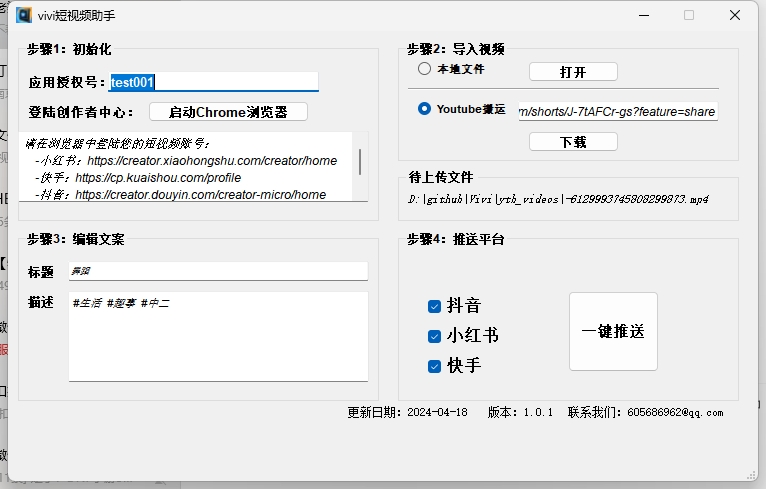 vivi短视频助手
步骤1：初始化
应用授权号：test001
登陆创作者中心：
启动Chrome浏览器
请在浏览器中登陆您的短视频账号：
-小红书：https://creator.xiaohongshu.com/creator/home
-快手：https://cp.kuaishou.com/profile
-抖音：https://creator.douyin.com/creator-micro/home
步骤2：导入视频
本地文件
打开
Youtube搬运
m/shorts/J-7tAFCr-gs?feature=share
下载
待上传文件
D:|github|Vivi|ytb_videos|-6129993745808299873.mp4
步骤3：编辑文案
标题
描述
#生活 #趣事 #中二
步骤4：推送平台
抖音
小红书
快手
一键推送
更新日期：2024-04-18 版本：1.0.1 联系我们：605686962@qq.com